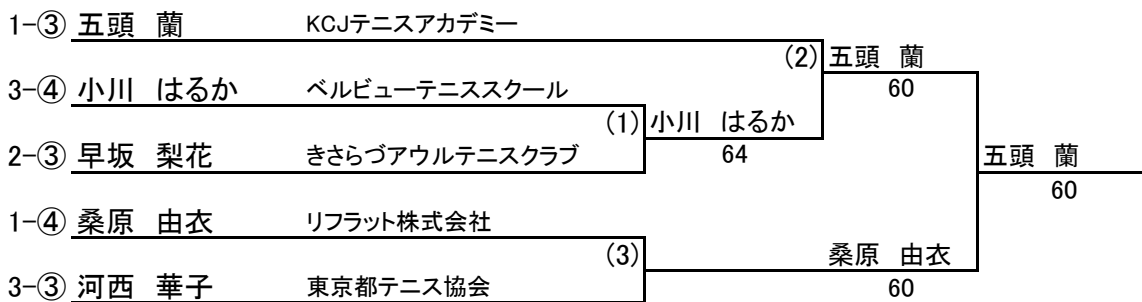 1-③ 五頭　蘭 KCJテニスアカデミー
(2) 五頭　蘭
3-④ 小川　はるか ベルビューテニススクール
60
(1) 小川　はるか
64
2-③ 早坂　梨花 きさらづアウルテニスクラブ
五頭　蘭
60
1-④ 桑原　由衣 リフラット株式会社
(3)
桑原　由衣
3-③ 河西　華子 東京都テニス協会
60